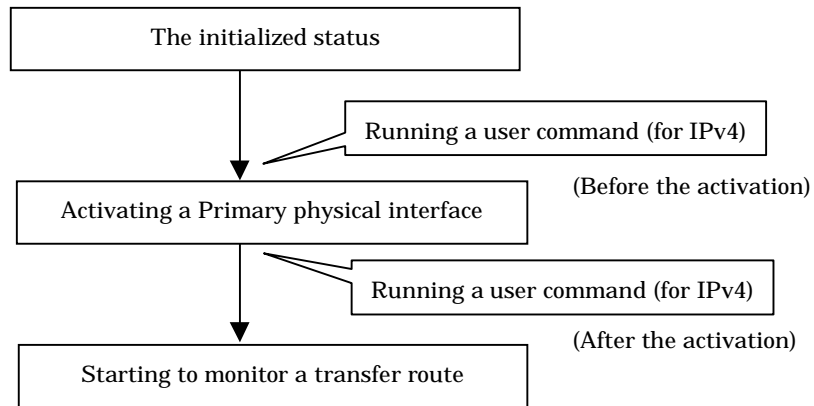 The initialized status
Running a user command (for IPv4)
(Before the activation)
Activating a Primary physical interface
Running a user command (for IPv4)
(After the activation)
Starting to monitor a transfer route